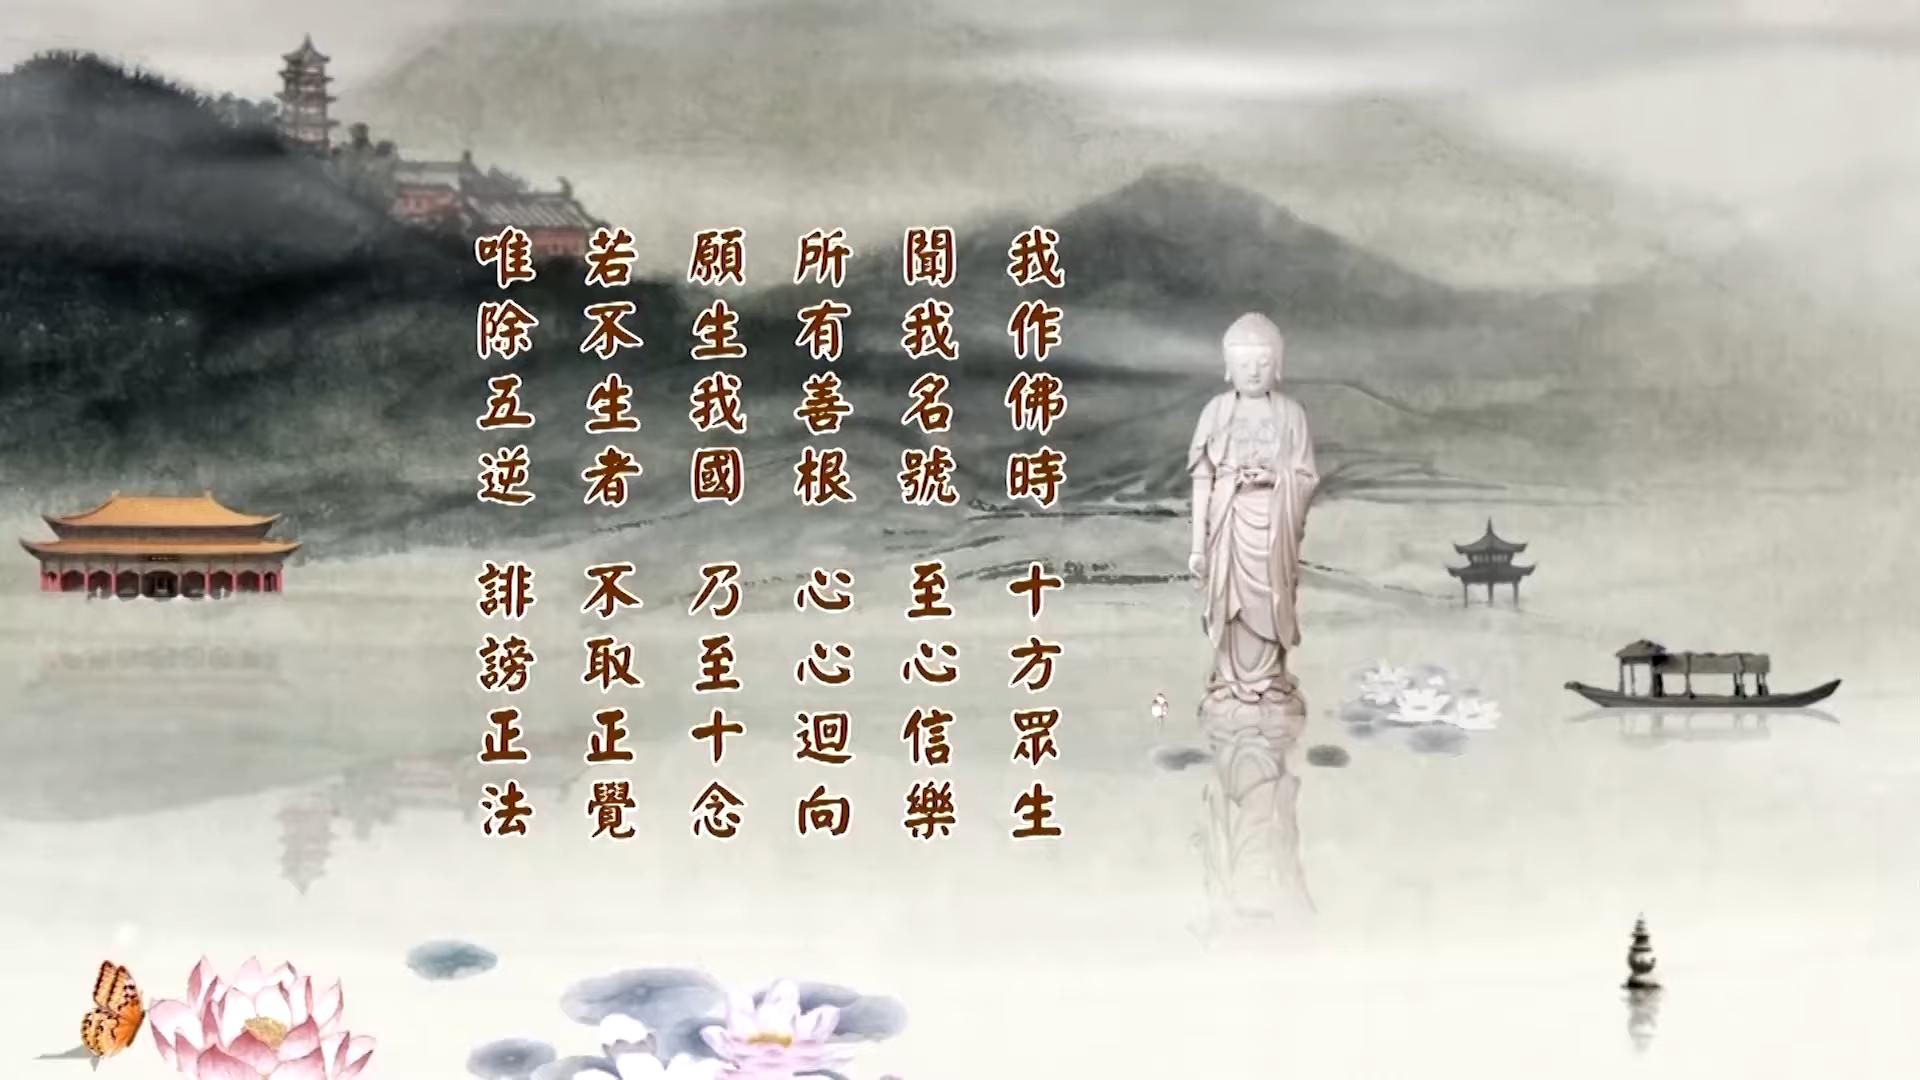 我作佛時 十方眾生
聞我名號 至心信樂
所有善根 心心迴向
願生我國 乃至十念
若不生者 不取正覺
唯除五逆 誹謗正法